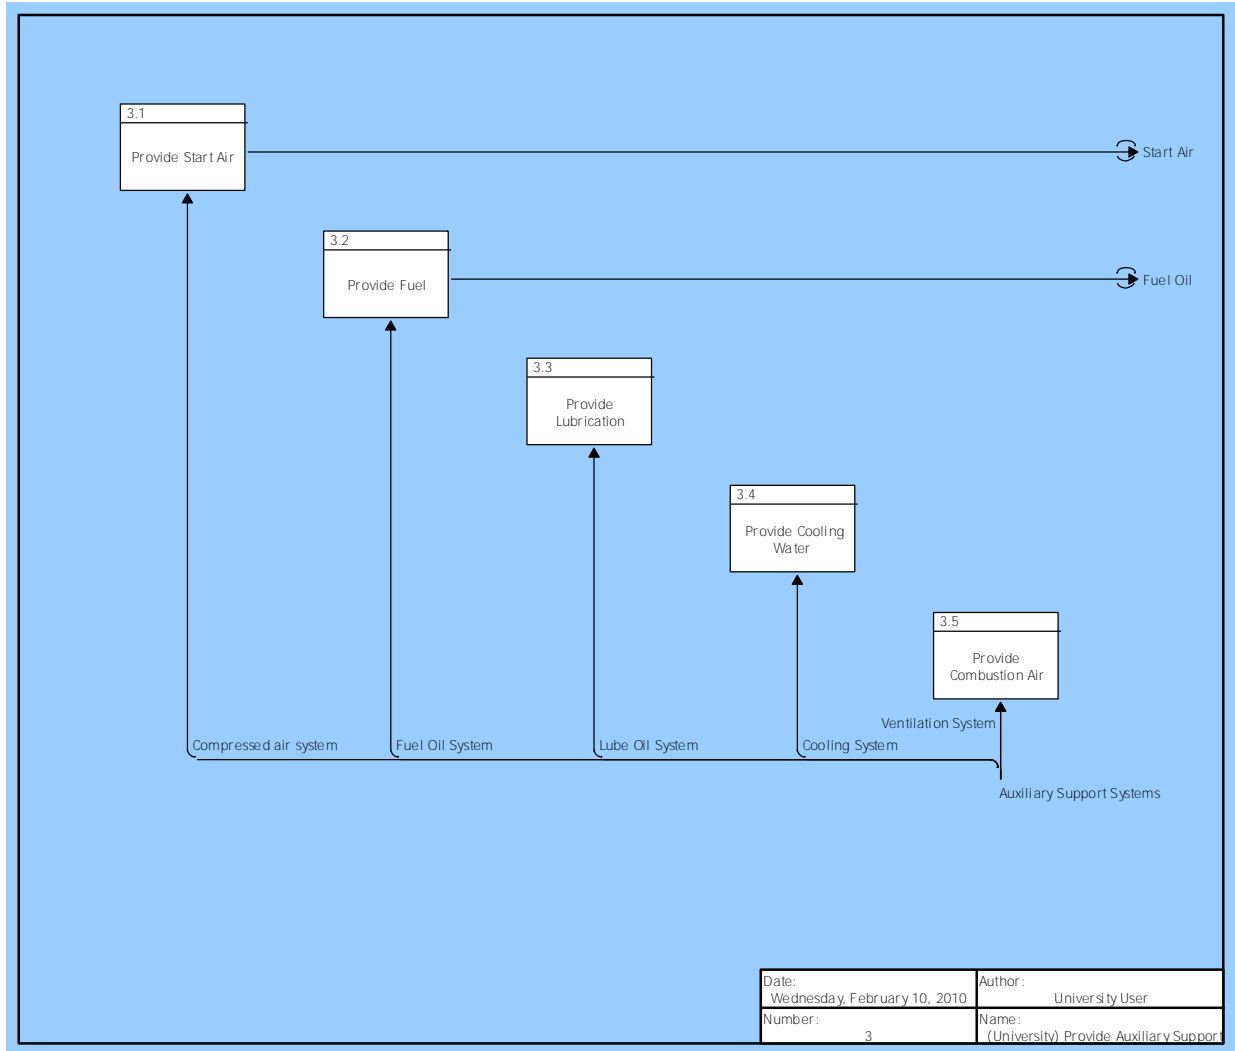 3.1
Provide Start Air
Start Air
3.2
Provide Fuel
Fuel Oil
3.3
Provide
Lubrication
3.4
Provide Cooling
Water
3.5
Provide
Combustion Air
Ventilation System
Compressed air system
Fuel Oil System
Lube Oil System
Cooling System
Auxiliary Support Systems
Date:
Wednesday, February 10, 2010
Author:
University User
Number:
3
Name:
(University) Provide Auxiliary Support